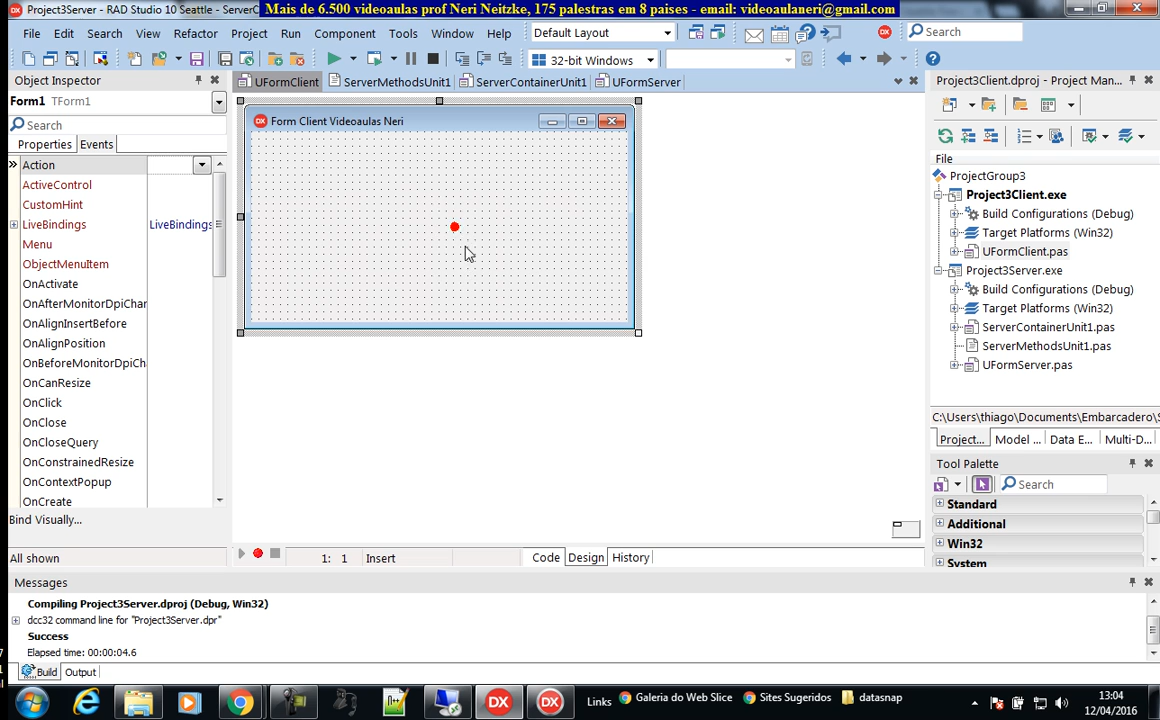 Project3Server - RAD Studio 10 Seattle - ServerC
Mais de 6.500 videoaulas prof Neri Neitzke, 175 palestras em 8 paises - email: videoaulaneri@gmail.com
File Edit Search View Refactor Project Run Component Tools Window Help
Default Layout
Search
32-bit Windows
Object Inspector
UFormClient ServerMethodsUnit1 ServerContainerUnit1 UFormServer
Project3Client.dproj - Project Man...
Form1 TForm1
Search
Properties Events
Action
ActiveControl
CustomHint
LiveBindings LiveBindings
Menu
ObjectMenuItem
OnActivate
OnAfterMonitorDpiChar
OnAlignInsertBefore
OnAlignPosition
OnBeforeMonitorDpiCh
OnCanResize
OnClick
OnClose
OnCloseQuery
OnConstrainedResize
OnContextPopup
OnCreate
Bind Visually...
All shown
Form Client Videoaulas Neri
1: 1 Insert
Code Design History
File
ProjectGroup3
Project3Client.exe
Build Configurations (Debug)
Target Platforms (Win32)
UFormClient.pas
Project3Server.exe
Build Configurations (Debug)
Target Platforms (Win32)
ServerContainerUnit1.pas
ServerMethodsUnit1.pas
UFormServer.pas
C:\Users\thiago\Documents\Embarcadero\S
Project... Model ... Data E... Multi-D...
Tool Palette
Search
Standard
Additional
Win32
System
Messages
Compiling Project3Server.dproj (Debug, Win32)
dcc32 command line for "Project3Server.dpr"
Success
Elapsed time: 00:00:04.6
Build Output
Links Galeria do Web Slice Sites Sugeridos datasnap
13:04
12/04/2016